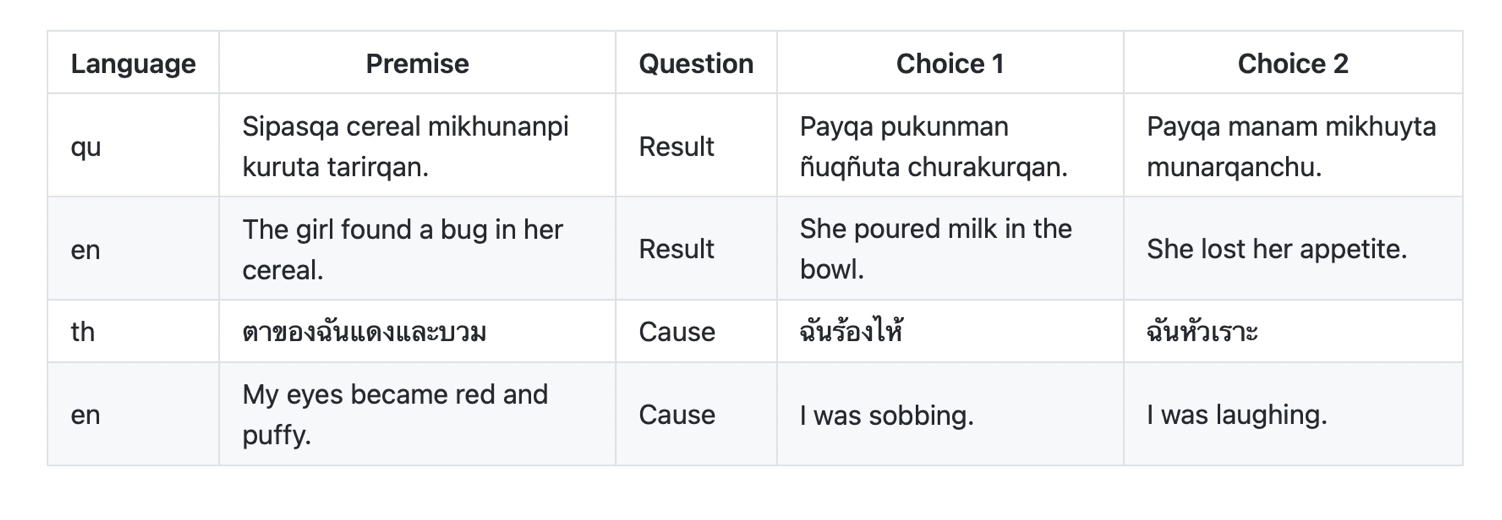 Language Premise Question Choice 1 Choice 2
qu
Sipasqa cereal mikhunanpi
kuruta tarirqan.
Result
Payqa pukunman
ñuqñuta churakurqan.
Payqa manam mikhuyta
munarqanchu.
en
The girl found a bug in her
cereal.
Result
She poured milk in the
bowl.
She lost her appetite.
th
ตาของฉันแดงและบวม
Cause
ฉันร้องไห้
ฉันหัวเราะ
en
My eyes became red and
puffy.
Cause
I was sobbing.
I was laughing.